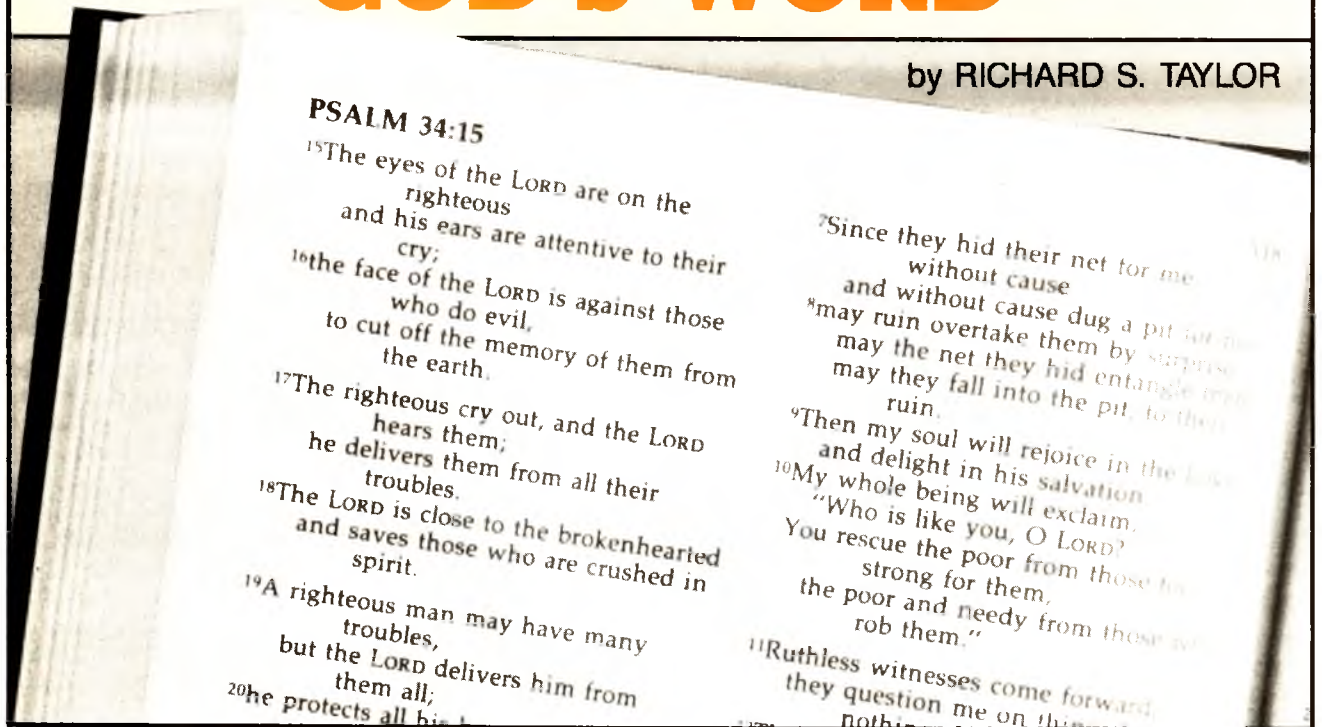 GOD'S WORD
by RICHARD S. TAYLOR
PSALM 34:15
¹⁵The eyes of the LORD are on the
righteous
and his ears are attentive to their
cry;
¹⁶the face of the LORD is against those
who do evil,
to cut off the memory of them from
the earth.
¹⁷The righteous cry out, and the LORD
hears them;
he delivers them from all their
troubles.
¹⁸The LORD is close to the brokenhearted
and saves those who are crushed in
spirit.
¹⁹A righteous man may have many
troubles,
but the LORD delivers him from
them all;
²⁰he protects all his
⁷Since they hid their net for me
without cause
and without cause dug a pit for
⁸may ruin overtake them by surprise
may the net they hid entangle
may they fall into the pit, to their
ruin.
⁹Then my soul will rejoice in the
and delight in his salvation.
¹⁰My whole being will exclaim,
"Who is like you, O LORD?
You rescue the poor from those
strong for them,
the poor and needy from those
rob them."
¹¹Ruthless witnesses come forward
they question me on